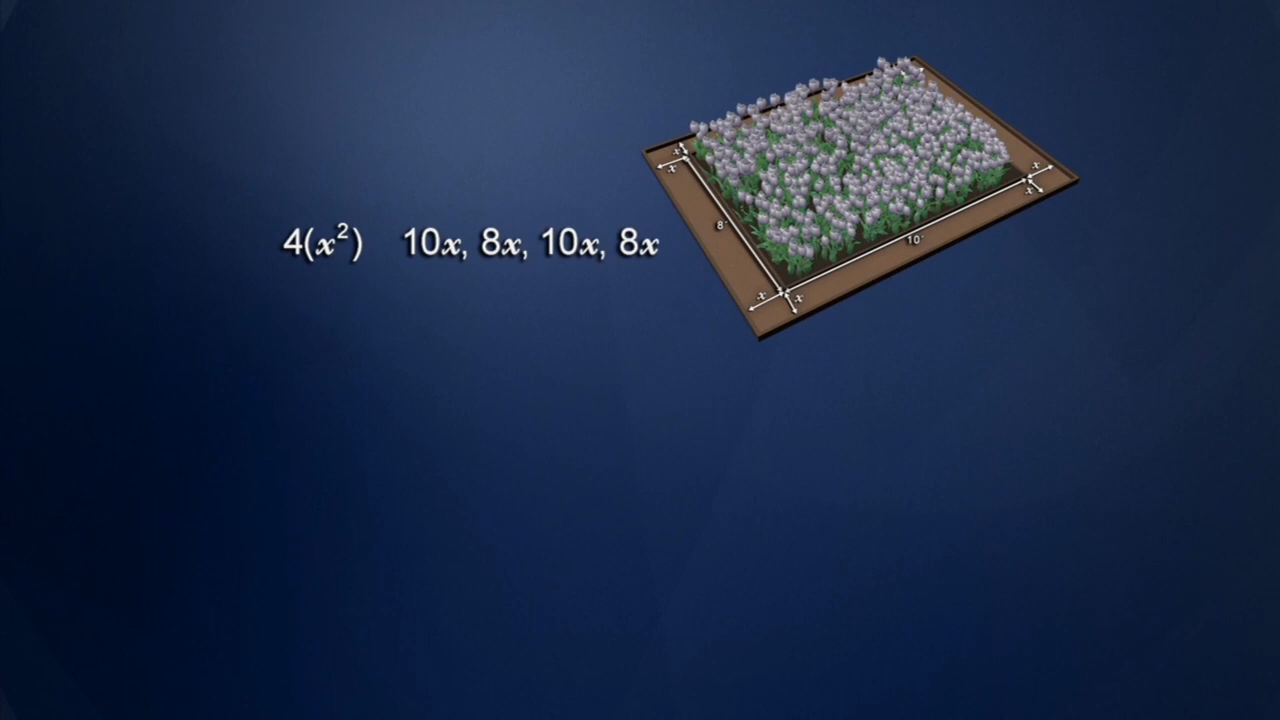 4(x²) 10x, 8x, 10x, 8x
x
x
x
x
8'
10'
x
x